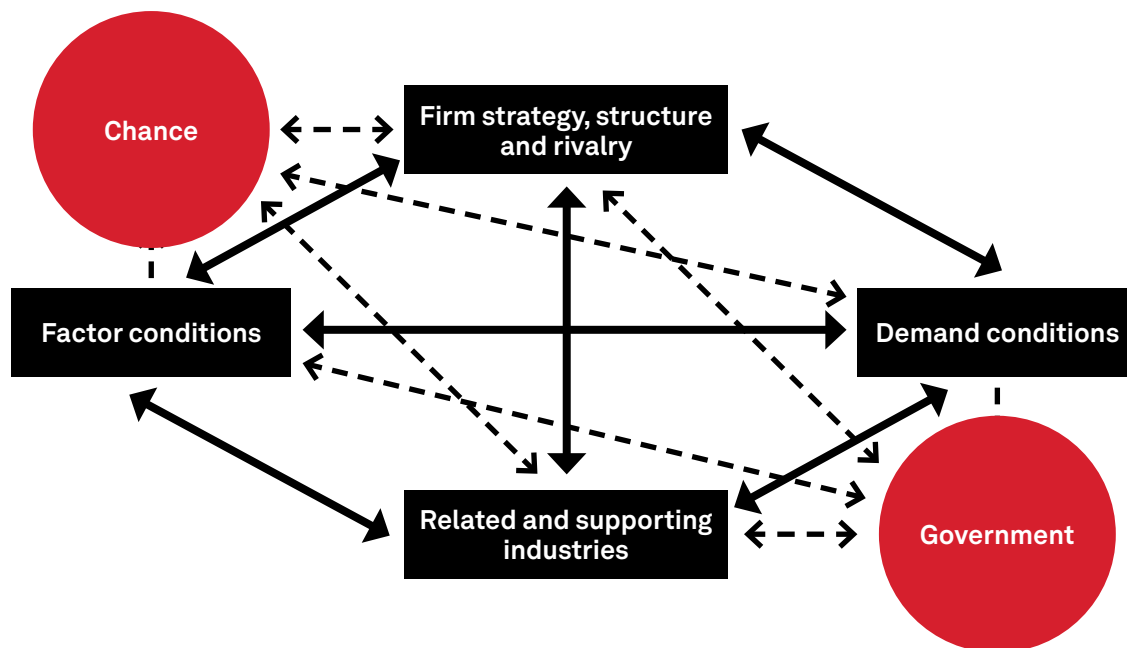 Chance
Firm strategy, structure
and rivalry
Factor conditions
Demand conditions
Related and supporting
industries
Government